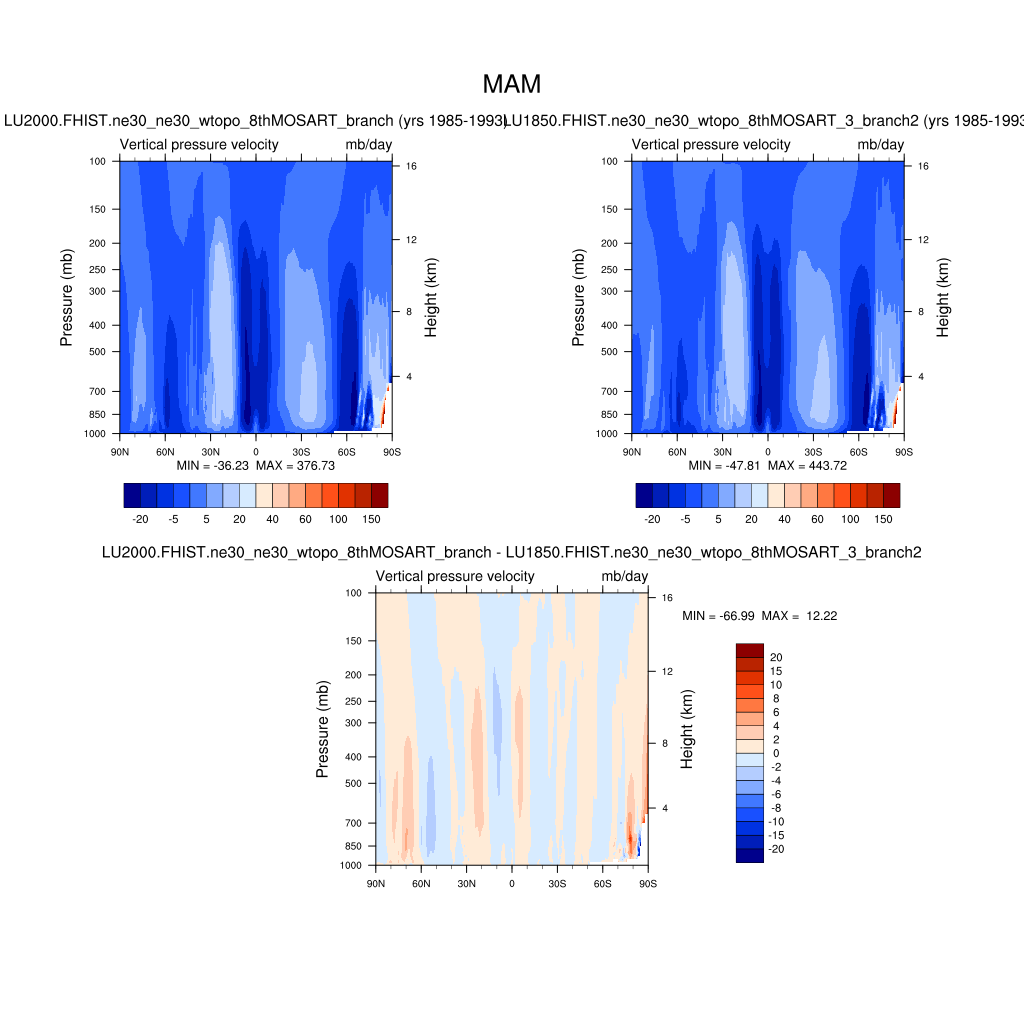 MAM
LU2000.FHIST.ne30_ne30_wtopo_8thMOSART_branch (yrs 1985-1993)
LU1850.FHIST.ne30_ne30_wtopo_8thMOSART_3_branch2 (yrs 1985-1993
Vertical pressure velocity mb/day
Vertical pressure velocity mb/day
100 150 200 250 300 400 500 700 850 1000
Pressure (mb)
16 12 8 4
Height (km)
90N 60N 30N 0 30S 60S 90S
MIN = -36.23 MAX = 376.73
-20 -5 5 20 40 60 100 150
100 150 200 250 300 400 500 700 850 1000
Pressure (mb)
16 12 8 4
Height (km)
90N 60N 30N 0 30S 60S 90S
MIN = -47.81 MAX = 443.72
-20 -5 5 20 40 60 100 150
LU2000.FHIST.ne30_ne30_wtopo_8thMOSART_branch - LU1850.FHIST.ne30_ne30_wtopo_8thMOSART_3_branch2
Vertical pressure velocity mb/day
100 150 200 250 300 400 500 700 850 1000
Pressure (mb)
16 12 8 4
Height (km)
90N 60N 30N 0 30S 60S 90S
MIN = -66.99 MAX = 12.22
20
15
10
8
6
4
2
0
-2
-4
-6
-8
-10
-15
-20